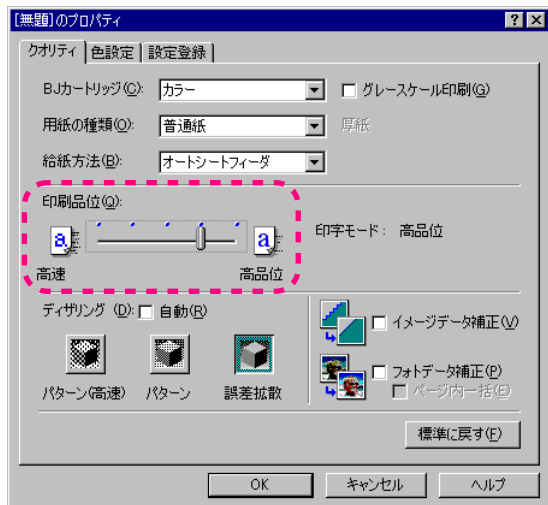 [無題]のプロパティ
クオリティ 色設定 設定登録
BJカートリッジ(C): カラー グレースケール印刷(G)
用紙の種類(O): 普通紙 厚紙
給紙方法(B): オートシートフィーダ
印刷品位(Q):
a a
印字モード: 高品位
高速 高品位
ディザリング (D): 自動(R)
イメージデータ補正(V)
フォトデータ補正(P)
ページ内一括(E)
パターン(高速) パターン 誤差拡散
標準に戻す(F)
OK キャンセル ヘルプ